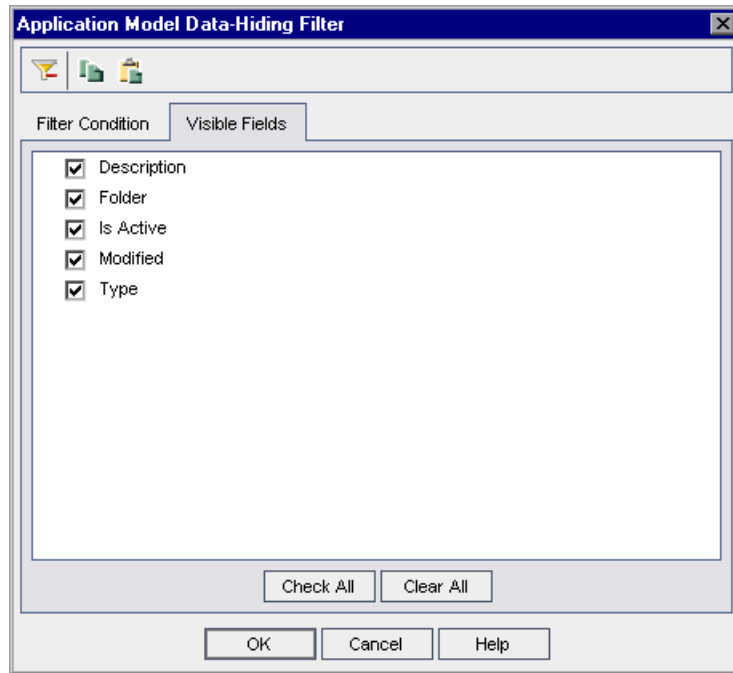 Application Model Data-Hiding Filter
Filter Condition Visible Fields
Description
Folder
Is Active
Modified
Type
Check All Clear All
OK Cancel Help